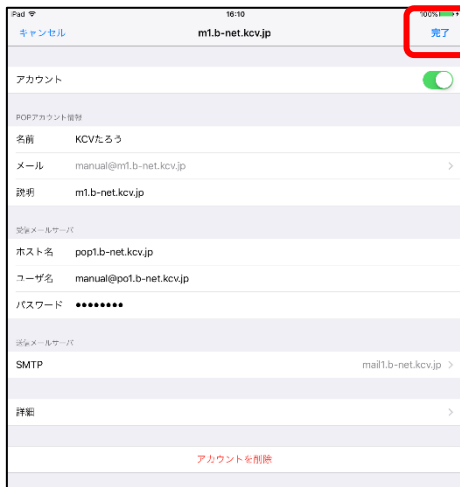 iPad 16:10 100%
キャンセル m1.b-net.kcv.jp 完了
アカウント
POPアカウント情報
名前 KCVたろう
メール manual@m1.b-net.kcv.jp
説明 m1.b-net.kcv.jp
受信メールサーバ
ホスト名 pop1.b-net.kcv.jp
ユーザ名 manual@po1.b-net.kcv.jp
パスワード ●●●●●●●●
送信メールサーバ
SMTP mail1.b-net.kcv.jp
詳細
アカウントを削除